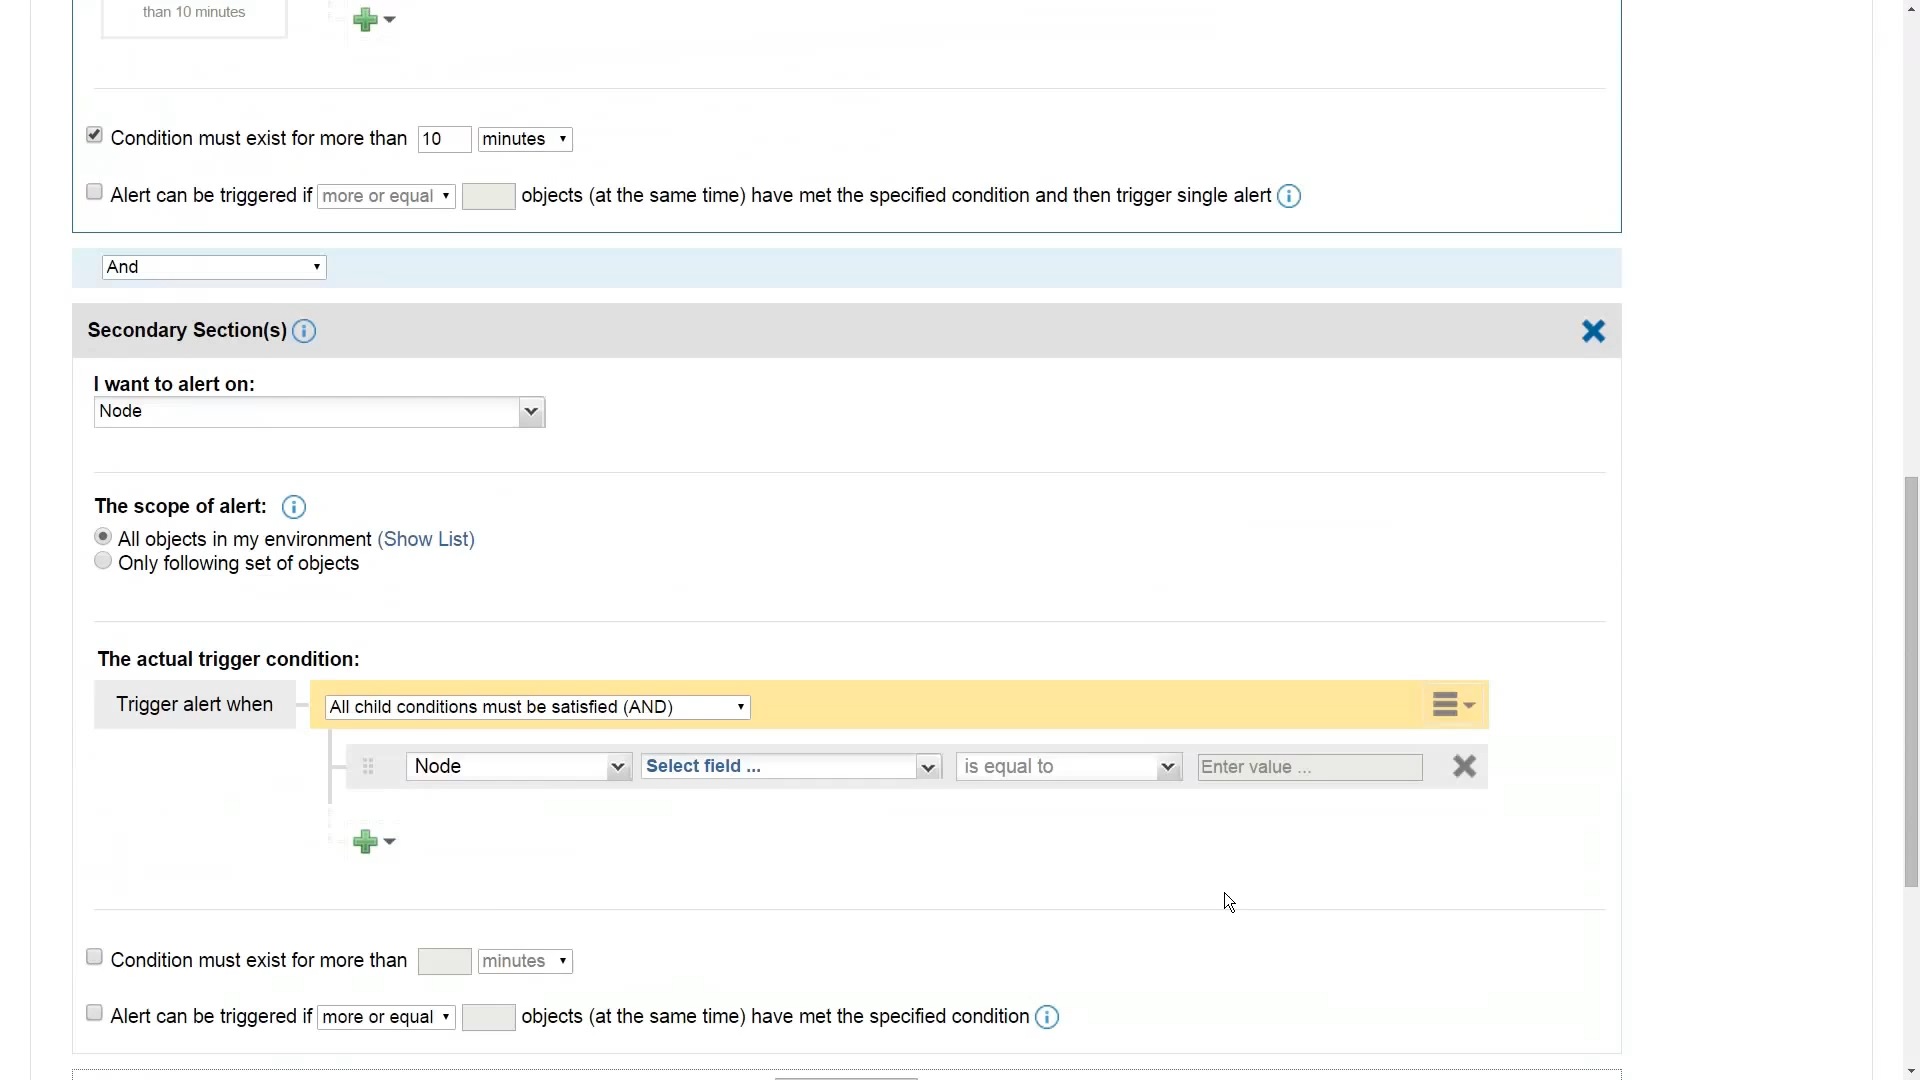 than 10 minutes
Condition must exist for more than 10 minutes
Alert can be triggered if more or equal objects (at the same time) have met the specified condition and then trigger single alert i
And
Secondary Section(s) i
I want to alert on:
Node
The scope of alert: i
All objects in my environment (Show List)
Only following set of objects
The actual trigger condition:
Trigger alert when All child conditions must be satisfied (AND)
Node Select field ... is equal to Enter value ...
Condition must exist for more than minutes
Alert can be triggered if more or equal objects (at the same time) have met the specified condition i